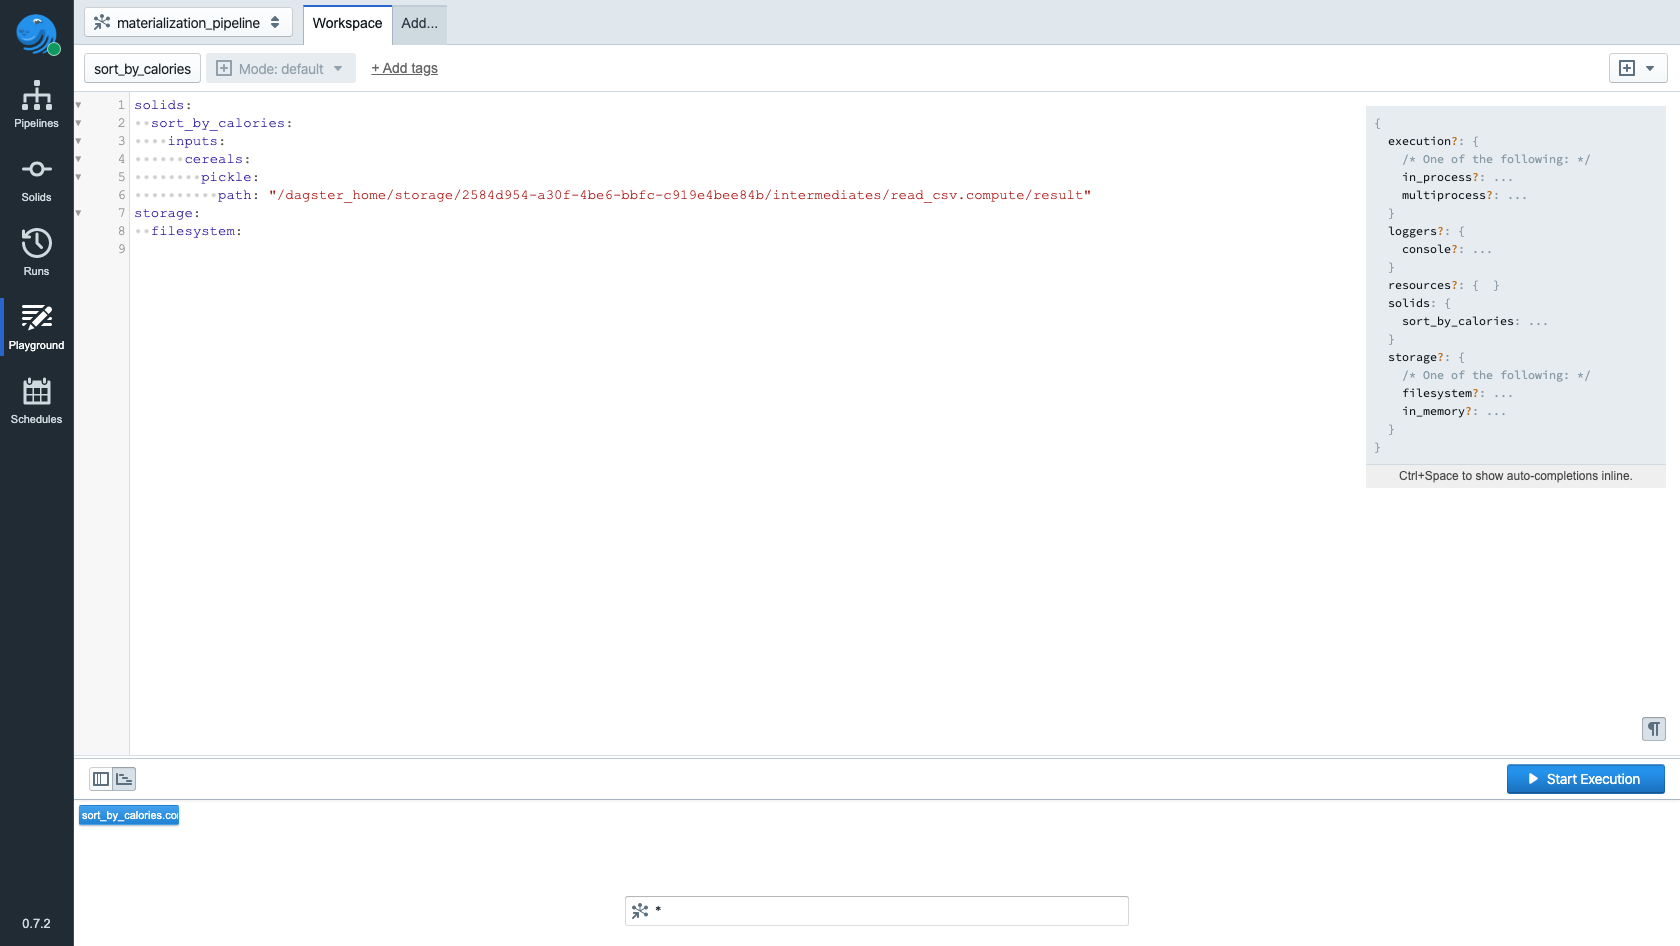 materialization_pipeline
Workspace
Add...
sort_by_calories
Mode: default
+ Add tags
Pipelines
Solids
Runs
Playground
Schedules
0.7.2
1 solids:
2 sort_by_calories:
3 inputs:
4 cereals:
5 pickle:
6 path: "/dagster_home/storage/2584d954-a30f-4be6-bbfc-c919e4bee84b/intermediates/read_csv.compute/result"
7 storage:
8 filesystem:
9
{
execution?: {
/* One of the following: */
in_process?: ...
multiprocess?: ...
}
loggers?: {
console?: ...
}
resources?: { }
solids: {
sort_by_calories: ...
}
storage?: {
/* One of the following: */
filesystem?: ...
in_memory?: ...
}
}
Ctrl+Space to show auto-completions inline.
¶
Start Execution
sort_by_calories.co
*